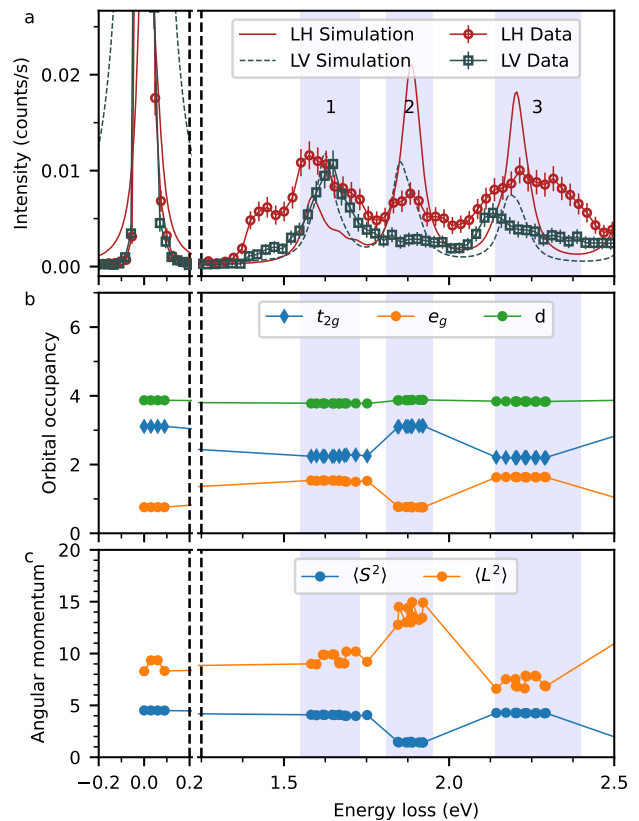 a
LH Simulation
LV Simulation
LH Data
LV Data
1
2
3
0.02
0.01
0.00
Intensity (counts/s)
b
t₂g
e_g
d
6
4
2
0
Orbital occupancy
⟨S²⟩
⟨L²⟩
20
15
10
5
0
Angular momentum
−0.2
0.0
0.2
1.5
2.0
2.5
Energy loss (eV)